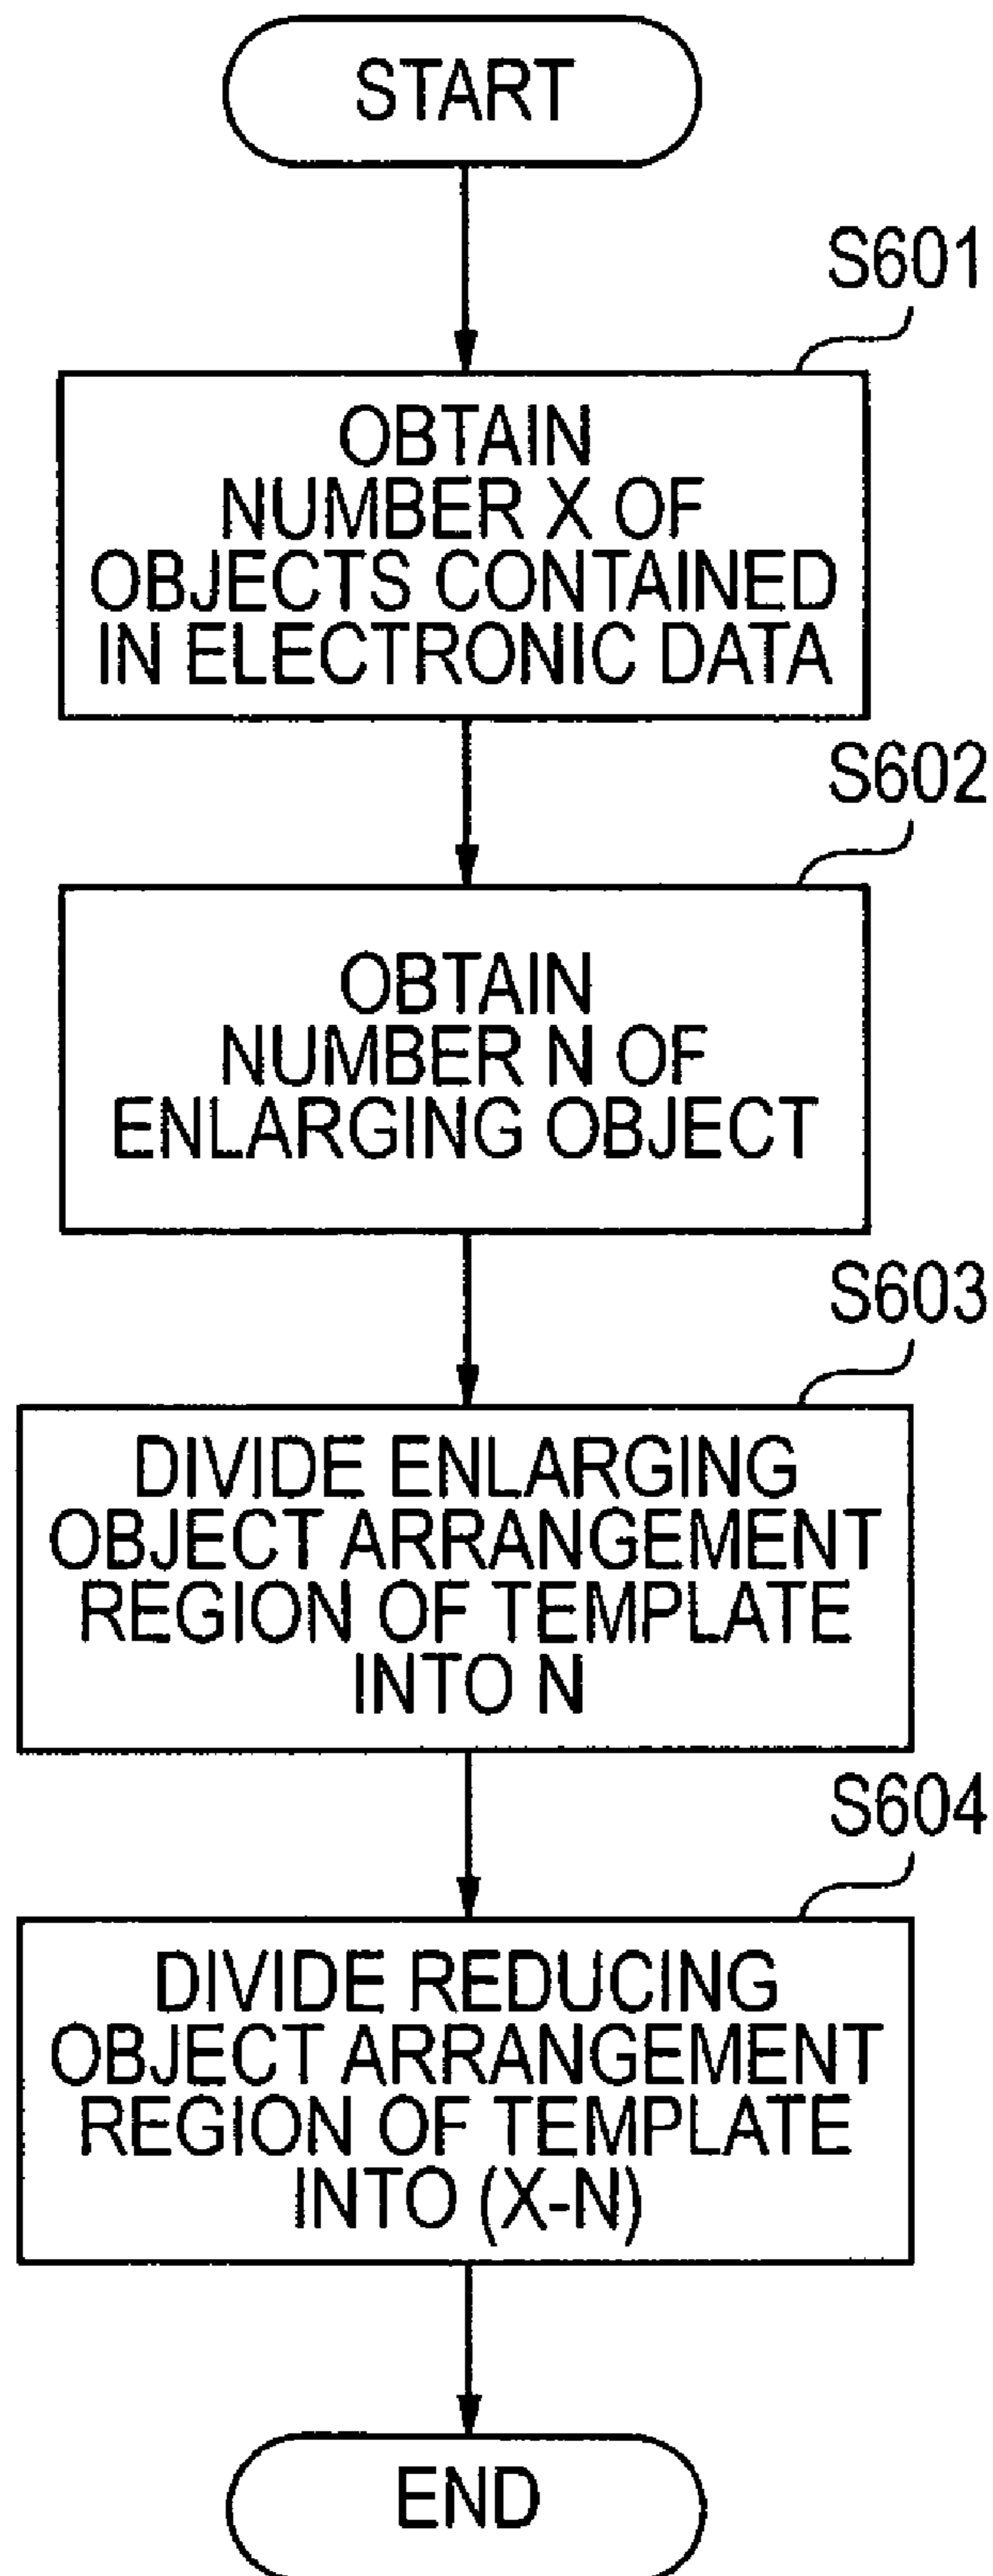 START
S601
OBTAIN
NUMBER X OF
OBJECTS CONTAINED
IN ELECTRONIC DATA
S602
OBTAIN
NUMBER N OF
ENLARGING OBJECT
S603
DIVIDE ENLARGING
OBJECT ARRANGEMENT
REGION OF TEMPLATE
INTO N
S604
DIVIDE REDUCING
OBJECT ARRANGEMENT
REGION OF TEMPLATE
INTO (X-N)
END